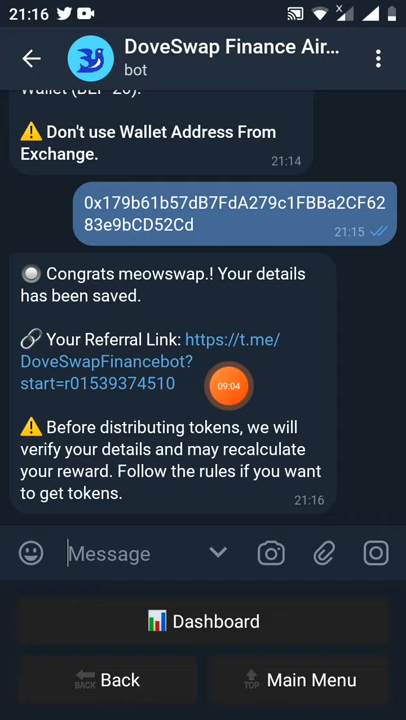 21:16
DoveSwap Finance Air...
bot
Wallet (BEP-20).
⚠️ Don't use Wallet Address From
Exchange.
21:14
0x179b61b57dB7FdA279c1FBBa2CF62
83e9bCD52Cd
21:15
🔘 Congrats meowswap.! Your details
has been saved.
🔗 Your Referral Link: https://t.me/
DoveSwapFinancebot?
start=r01539374510
09:04
⚠️ Before distributing tokens, we will
verify your details and may recalculate
your reward. Follow the rules if you want
to get tokens.
21:16
Message
📊 Dashboard
🔙 Back
🔝 Main Menu